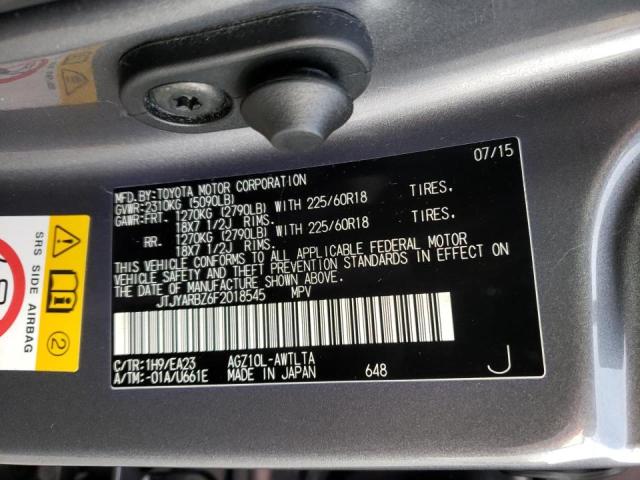 MFD.BY:TOYOTA MOTOR CORPORATION 07/15
GVWR:2310KG (5090LB)
GAWR:FRT. 1270KG (2790LB) WITH 225/60R18 TIRES,
18X7 1/2J RIMS.
RR. 1270KG (2790LB) WITH 225/60R18 TIRES,
18X7 1/2J RIMS.
THIS VEHICLE CONFORMS TO ALL APPLICABLE FEDERAL MOTOR
VEHICLE SAFETY AND THEFT PREVENTION STANDARDS IN EFFECT ON
THE DATE OF MANUFACTURE SHOWN ABOVE.
JTJYARBZ6F2018545 MPV
C/TR:1H9/EA23 AGZ10L-AWTLTA
A/TM:-01A/U661E MADE IN JAPAN 648 J
SRS SIDE AIRBAG
2